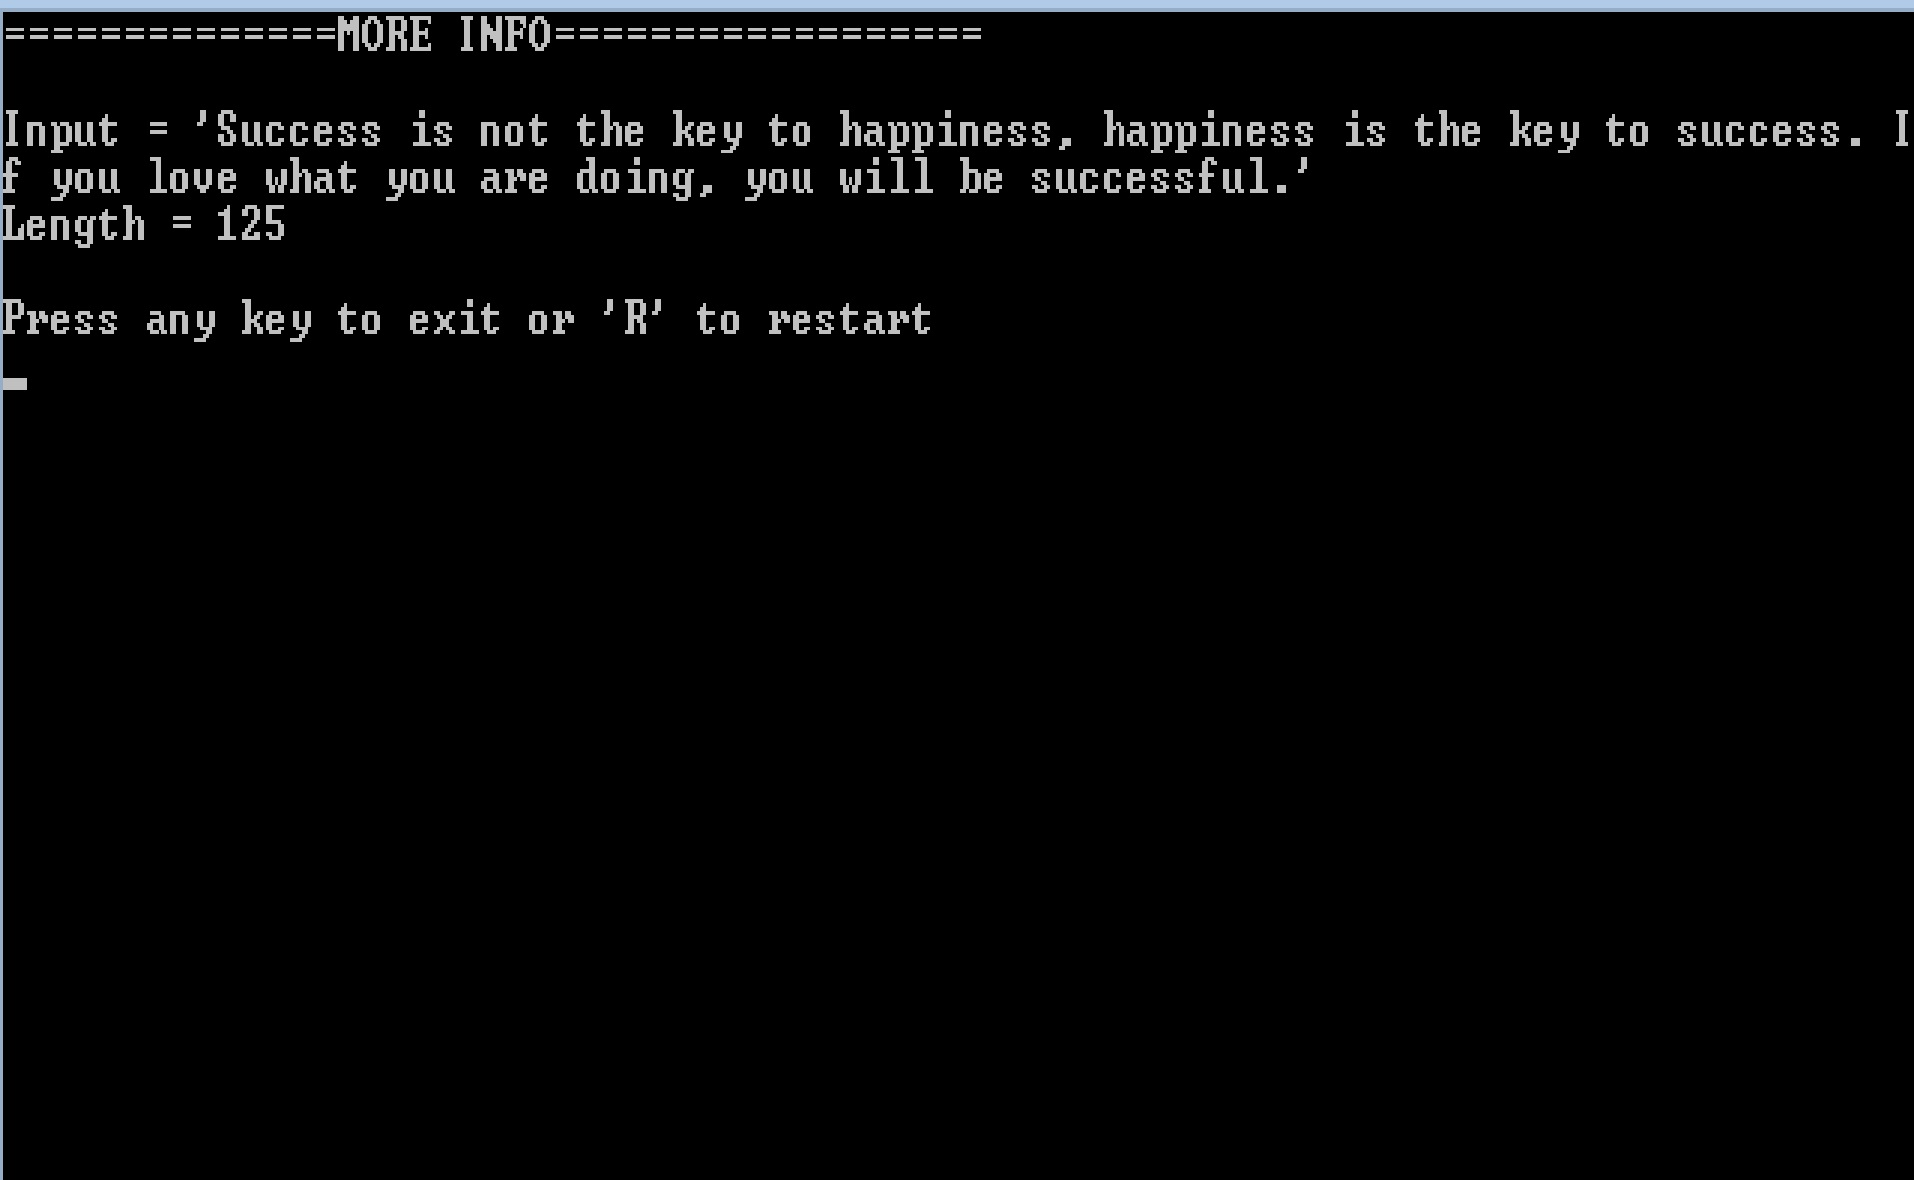 ==============MORE INFO==================
Input = 'Success is not the key to happiness, happiness is the key to success. I
f you love what you are doing, you will be successful.'
Length = 125
Press any key to exit or 'R' to restart